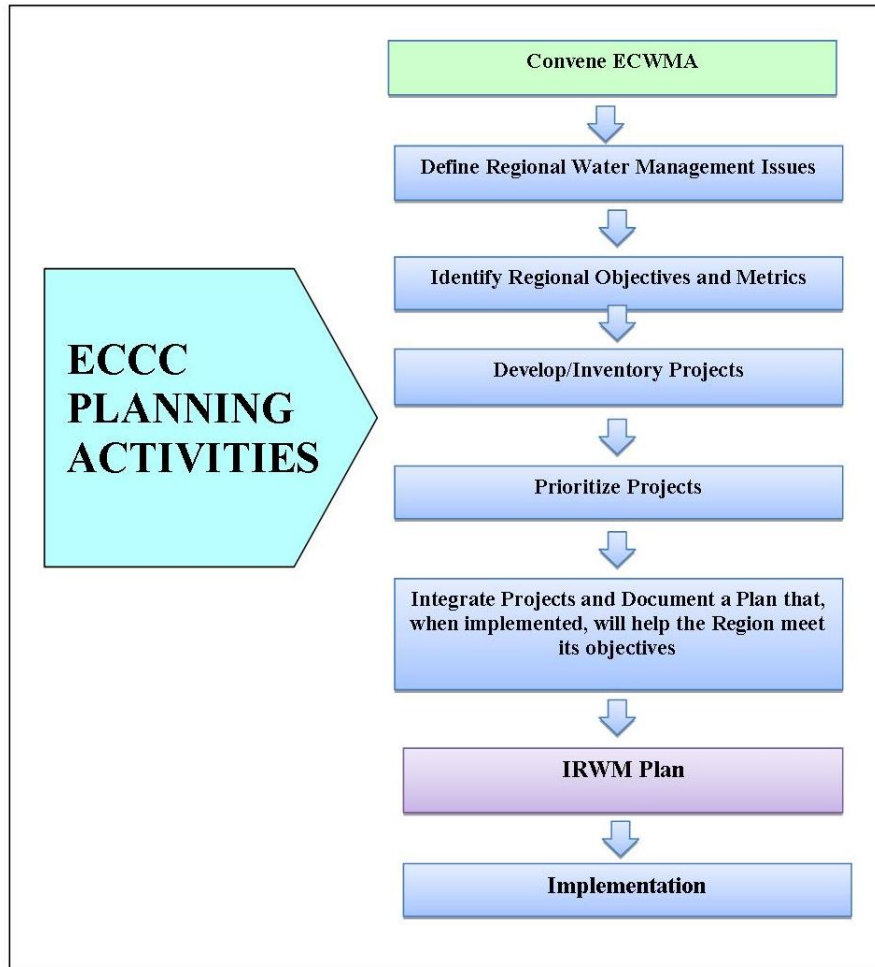 Convene ECWMA
Define Regional Water Management Issues
Identify Regional Objectives and Metrics
ECCC
PLANNING
ACTIVITIES
Develop/Inventory Projects
Prioritize Projects
Integrate Projects and Document a Plan that,
when implemented, will help the Region meet
its objectives
IRWM Plan
Implementation